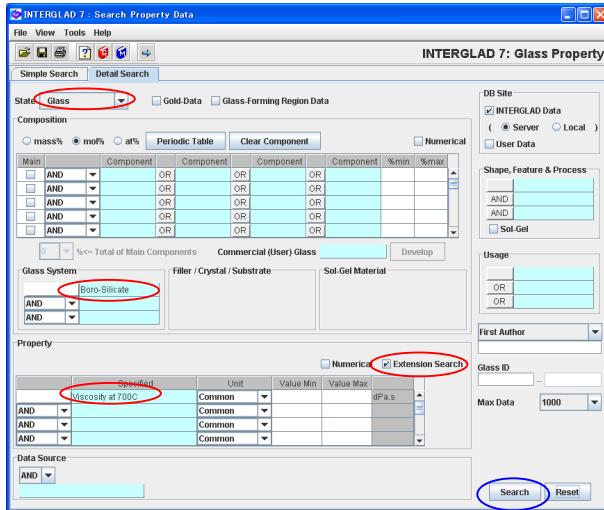 INTERGLAD 7 : Search Property Data
File View Tools Help
INTERGLAD 7: Glass Property
Simple Search Detail Search
State Glass Gold-Data Glass-Forming Region Data
Composition
mass% mol% at% Periodic Table Clear Component Numerical
Main Component Component Component Component %min %max
AND OR OR OR
AND OR OR OR
AND OR OR OR
AND OR OR OR
AND OR OR OR
0 %<= Total of Main Components Commercial (User) Glass Develop
Glass System Filler / Crystal / Substrate Sol-Gel Material
Boro-Silicate
AND
AND
Property
Numerical Extension Search
Specified Unit Value Min Value Max
Viscosity at 700C Common dPa.s
AND Common
AND Common
AND Common
Data Source
AND
DB Site
INTERGLAD Data
( Server Local )
User Data
Shape, Feature & Process
AND
AND
Sol-Gel
Usage
OR
OR
First Author
Glass ID
-
Max Data 1000
Search Reset